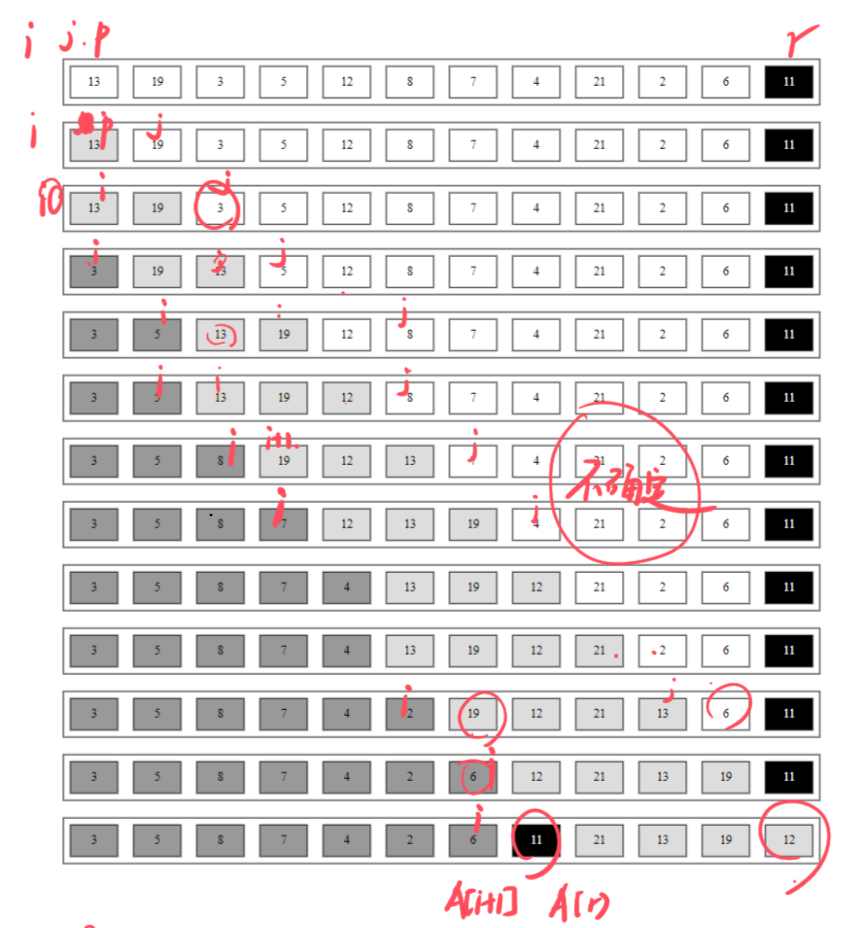 i j.p r
13 19 3 5 12 8 7 4 21 2 6 11
i p j
13 19 3 5 12 8 7 4 21 2 6 11
i j
13 19 3 5 12 8 7 4 21 2 6 11
i j
3 19 13 5 12 8 7 4 21 2 6 11
i j
3 5 13 19 12 8 7 4 21 2 6 11
i i j
3 5 13 19 12 8 7 4 21 2 6 11
i i+1. j
3 5 8 19 12 13 7 4 21 2 6 11
不确定
i j
3 5 8 7 12 13 19 4 21 2 6 11
3 5 8 7 4 13 19 12 21 2 6 11
3 5 8 7 4 13 19 12 21 2 6 11
i j
3 5 8 7 4 2 19 12 21 13 6 11
i
3 5 8 7 4 2 6 12 21 13 19 11
i
3 5 8 7 4 2 6 11 21 13 19 12
A[i+1] A(r)